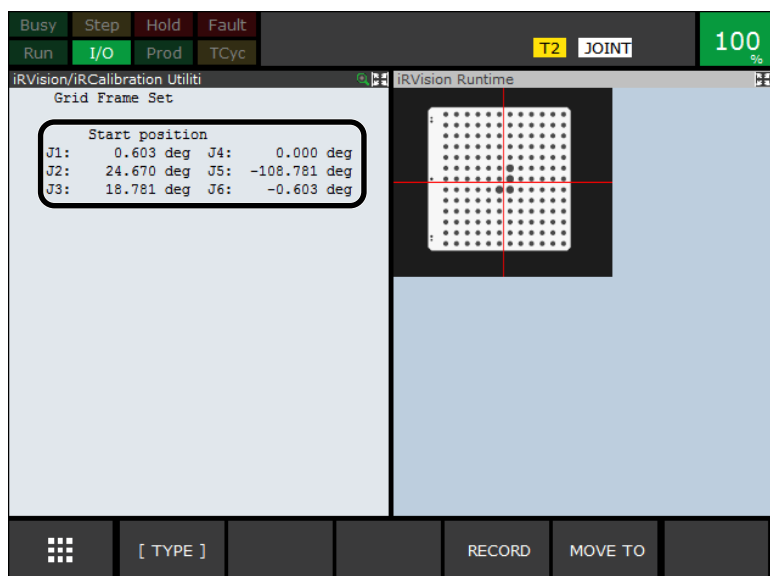 Busy Step Hold Fault
Run I/O Prod TCyc
T2 JOINT
100
%
iRVision/iRCalibration Utiliti
Grid Frame Set
Start position
J1: 0.603 deg J4: 0.000 deg
J2: 24.670 deg J5: -108.781 deg
J3: 18.781 deg J6: -0.603 deg
iRVision Runtime
[ TYPE ] RECORD MOVE TO